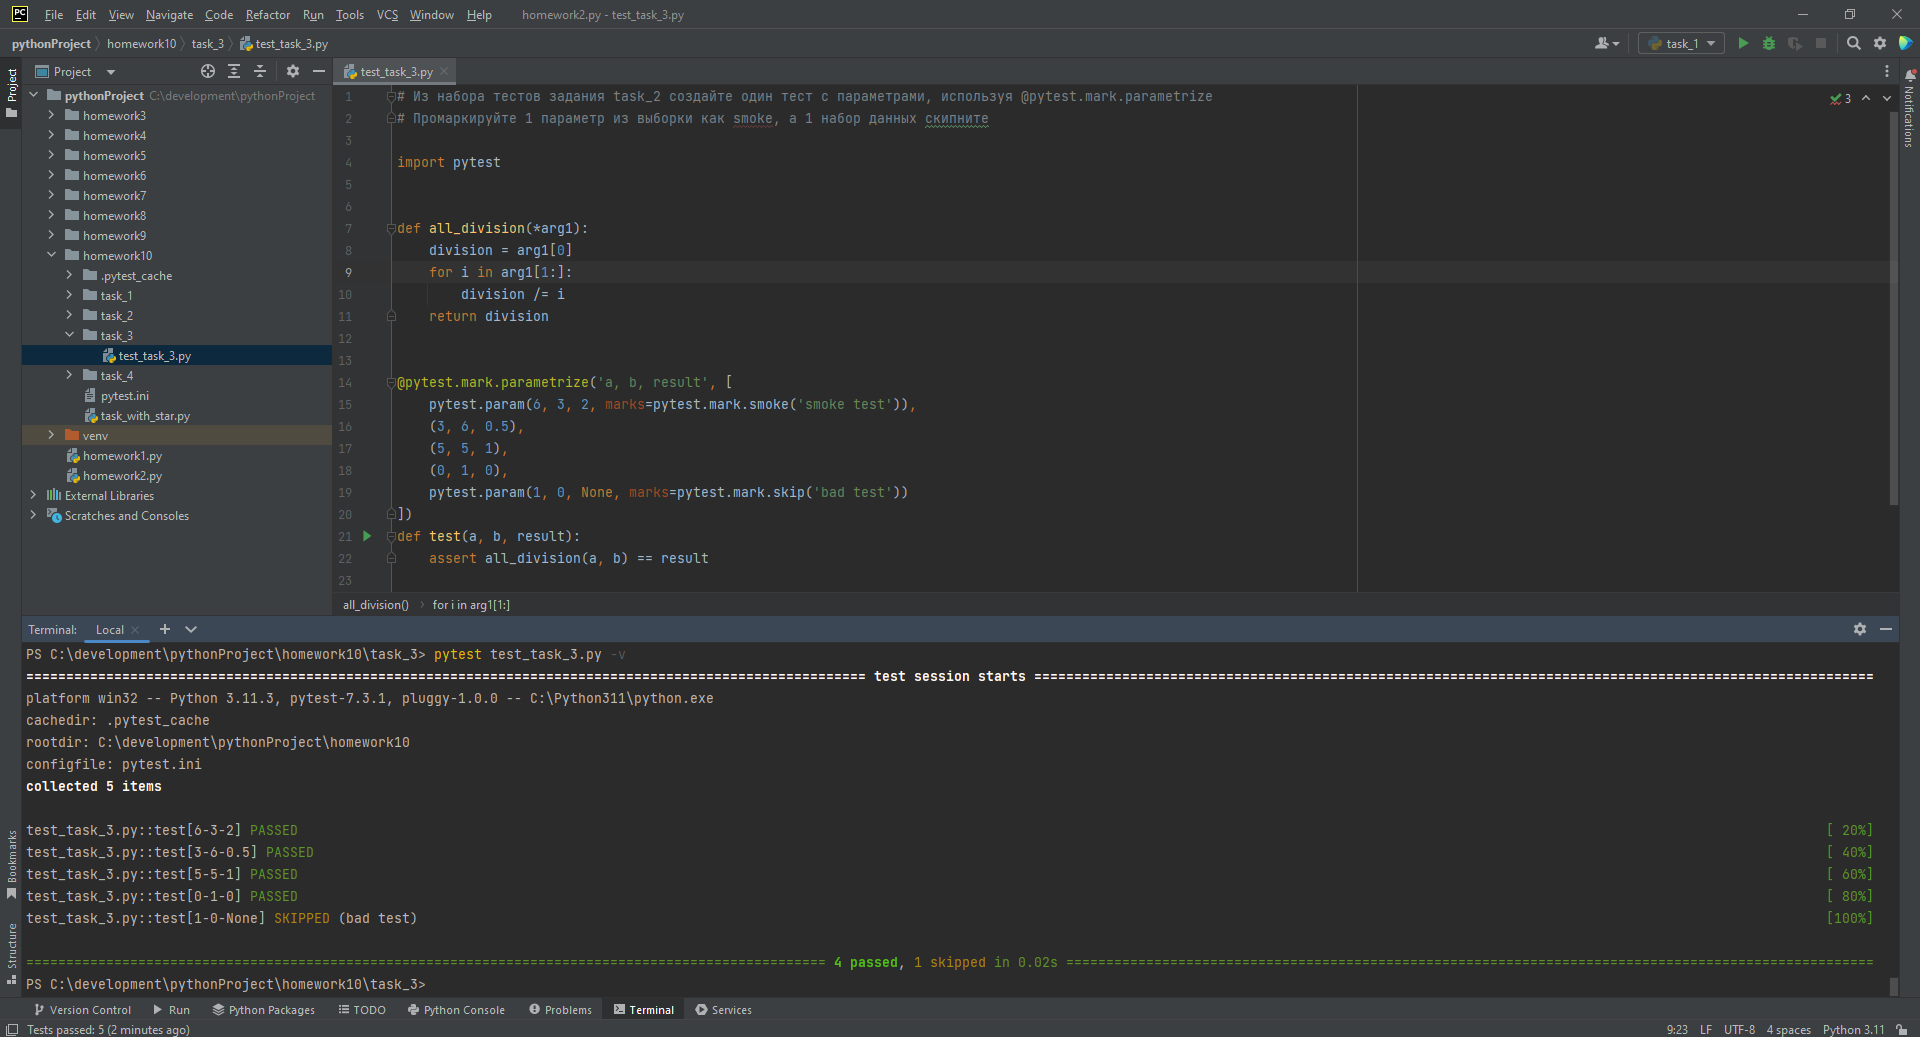 File Edit View Navigate Code Refactor Run Tools VCS Window Help homework2.py - test_task_3.py
pythonProject homework10 task_3 test_task_3.py task_1
Project
Project
test_task_3.py
pythonProject C:\development\pythonProject
homework3
homework4
homework5
homework6
homework7
homework8
homework9
homework10
.pytest_cache
task_1
task_2
task_3
test_task_3.py
task_4
pytest.ini
task_with_star.py
venv
homework1.py
homework2.py
External Libraries
Scratches and Consoles
1 # Из набора тестов задания task_2 создайте один тест с параметрами, используя @pytest.mark.parametrize
2 # Промаркируйте 1 параметр из выборки как smoke, а 1 набор данных скипните
3
4 import pytest
5
6
7 def all_division(*arg1):
8 division = arg1[0]
9 for i in arg1[1:]:
10 division /= i
11 return division
12
13
14 @pytest.mark.parametrize('a, b, result', [
15 pytest.param(6, 3, 2, marks=pytest.mark.smoke('smoke test')),
16 (3, 6, 0.5),
17 (5, 5, 1),
18 (0, 1, 0),
19 pytest.param(1, 0, None, marks=pytest.mark.skip('bad test'))
20 ])
21 def test(a, b, result):
22 assert all_division(a, b) == result
23
3
Notifications
all_division() for i in arg1[1:]
Terminal: Local
PS C:\development\pythonProject\homework10\task_3> pytest test_task_3.py -v
========================================================================================================= test session starts =========================================================================================================
platform win32 -- Python 3.11.3, pytest-7.3.1, pluggy-1.0.0 -- C:\Python311\python.exe
cachedir: .pytest_cache
rootdir: C:\development\pythonProject\homework10
configfile: pytest.ini
collected 5 items
test_task_3.py::test[6-3-2] PASSED [ 20%]
test_task_3.py::test[3-6-0.5] PASSED [ 40%]
test_task_3.py::test[5-5-1] PASSED [ 60%]
test_task_3.py::test[0-1-0] PASSED [ 80%]
test_task_3.py::test[1-0-None] SKIPPED (bad test) [100%]
==================================================================================================== 4 passed, 1 skipped in 0.02s =====================================================================================================
PS C:\development\pythonProject\homework10\task_3>
Bookmarks
Structure
Version Control Run Python Packages TODO Python Console Problems Terminal Services
Tests passed: 5 (2 minutes ago) 9:23 LF UTF-8 4 spaces Python 3.11